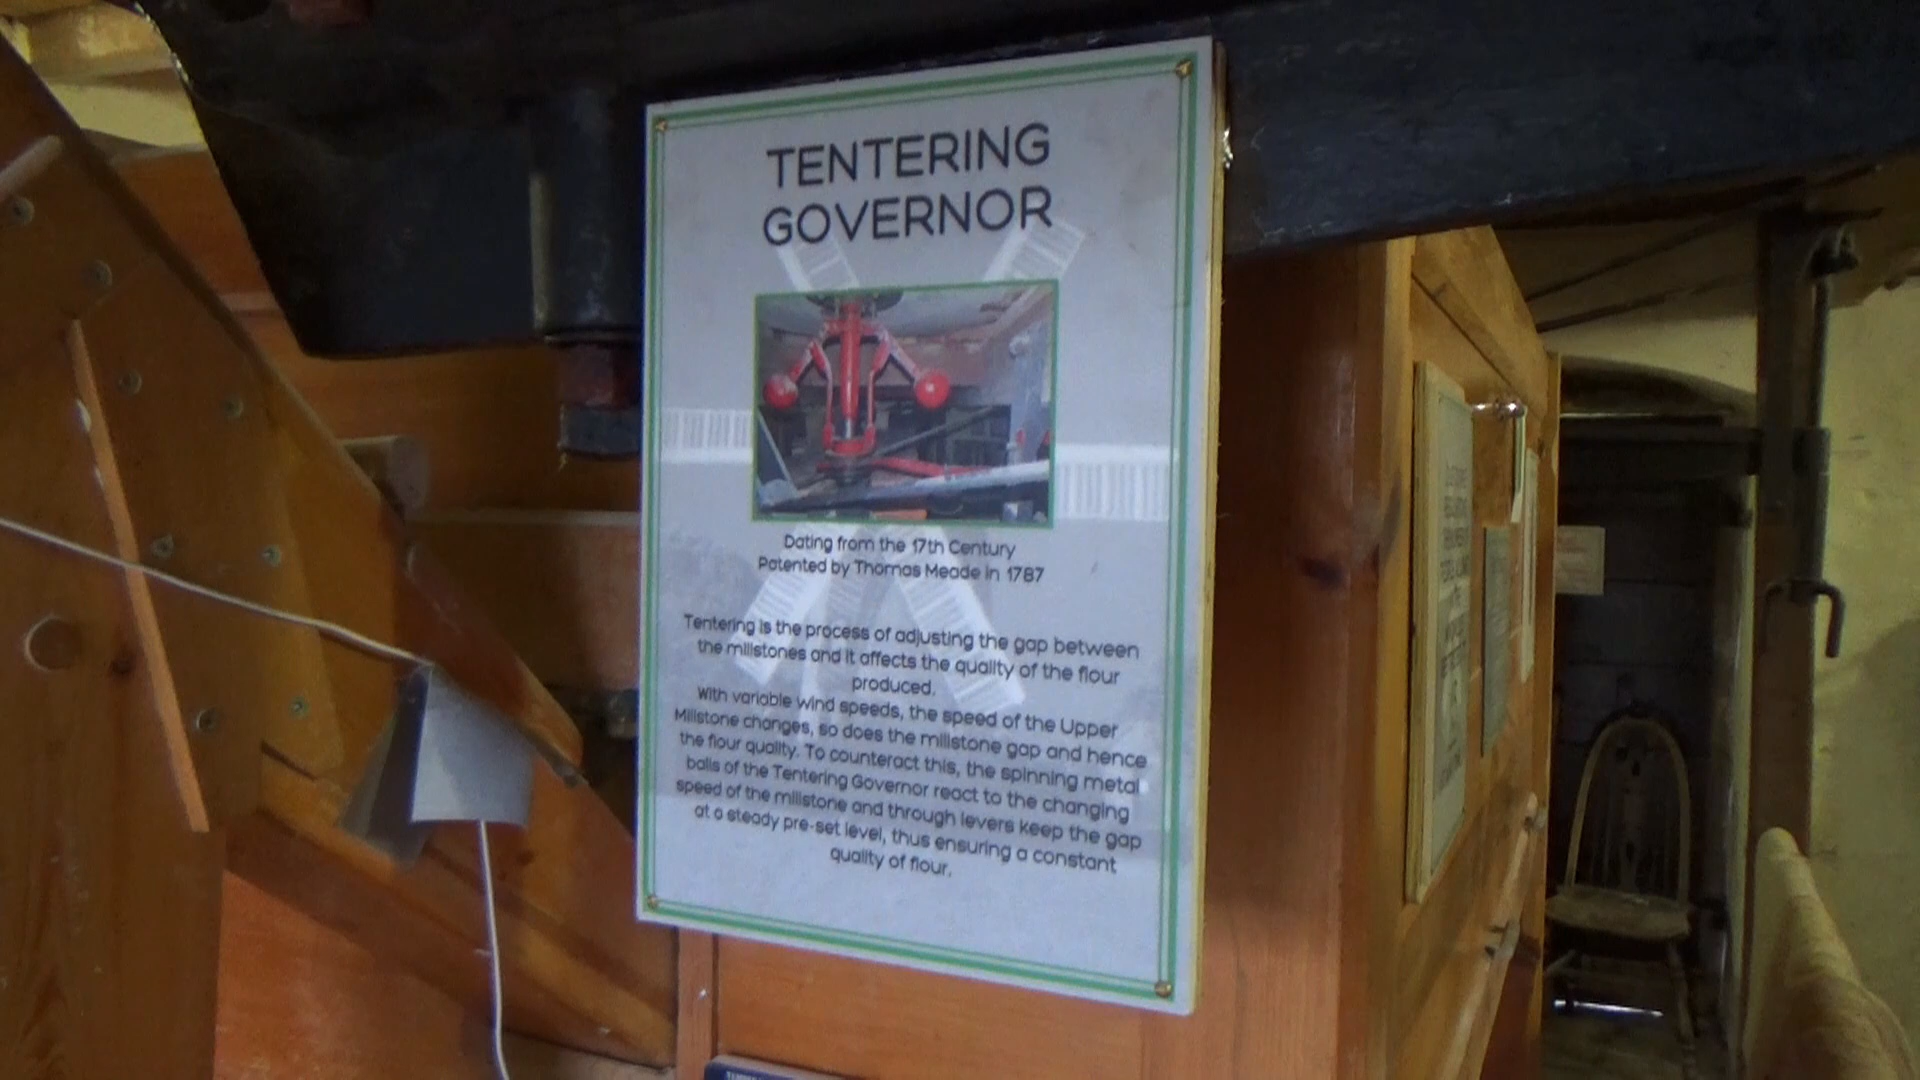 TENTERING
GOVERNOR
Dating from the 17th Century
Patented by Thomas Meade in 1787
Tentering is the process of adjusting the gap between
the millstones and it affects the quality of the flour
produced.
With variable wind speeds, the speed of the Upper
Millstone changes, so does the millstone gap and hence
the flour quality. To counteract this, the spinning metal
balls of the Tentering Governor react to the changing
speed of the millstone and through levers keep the gap
at a steady pre-set level, thus ensuring a constant
quality of flour.